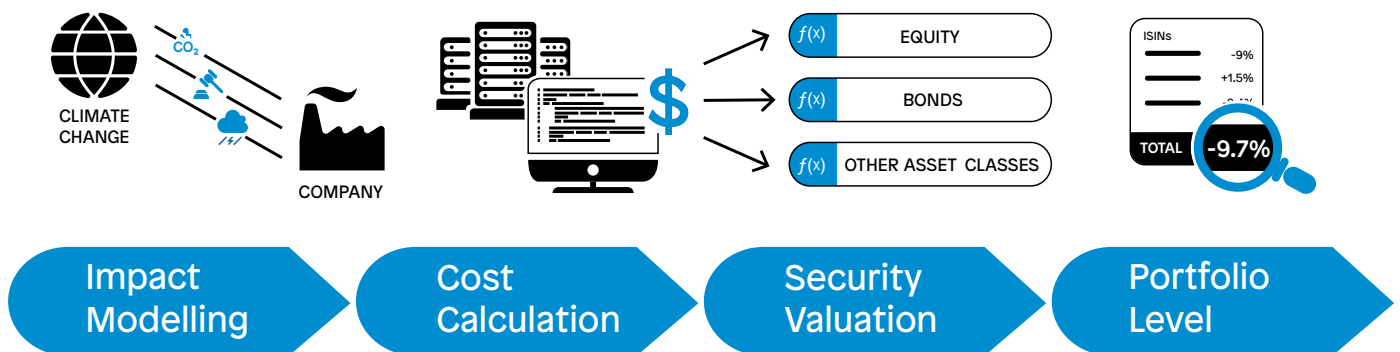 CLIMATE
CHANGE
CO₂
COMPANY
$
f(x) EQUITY
f(x) BONDS
f(x) OTHER ASSET CLASSES
ISINs
-9%
+1.5%
TOTAL -9.7%
Impact
Modelling
Cost
Calculation
Security
Valuation
Portfolio
Level